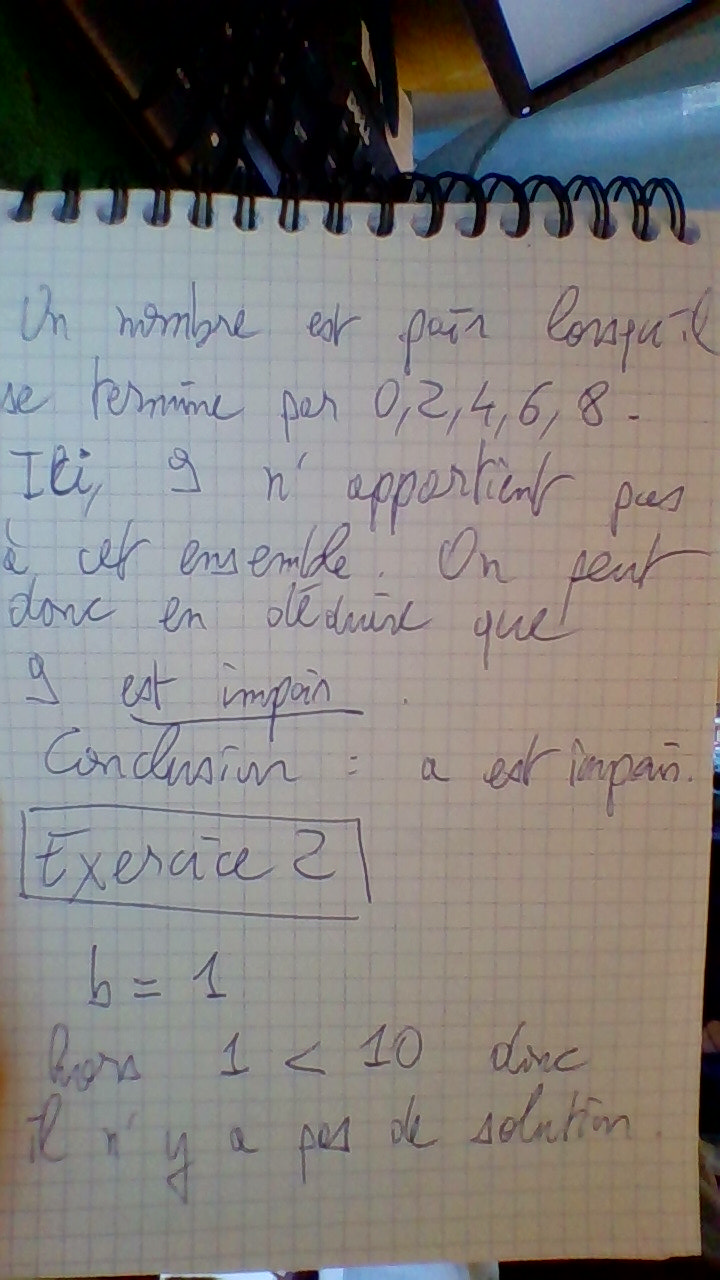 Un nombre est pair lorsqu'il
se termine par 0, 2, 4, 6, 8.
Ici, 9 n'appartient pas
à cet ensemble. On peut
donc en déduire que
9 est impair.
Conclusion : a est impair.
Exercice 2
b = 1
hors 1 < 10 donc
il n'y a pas de solution.